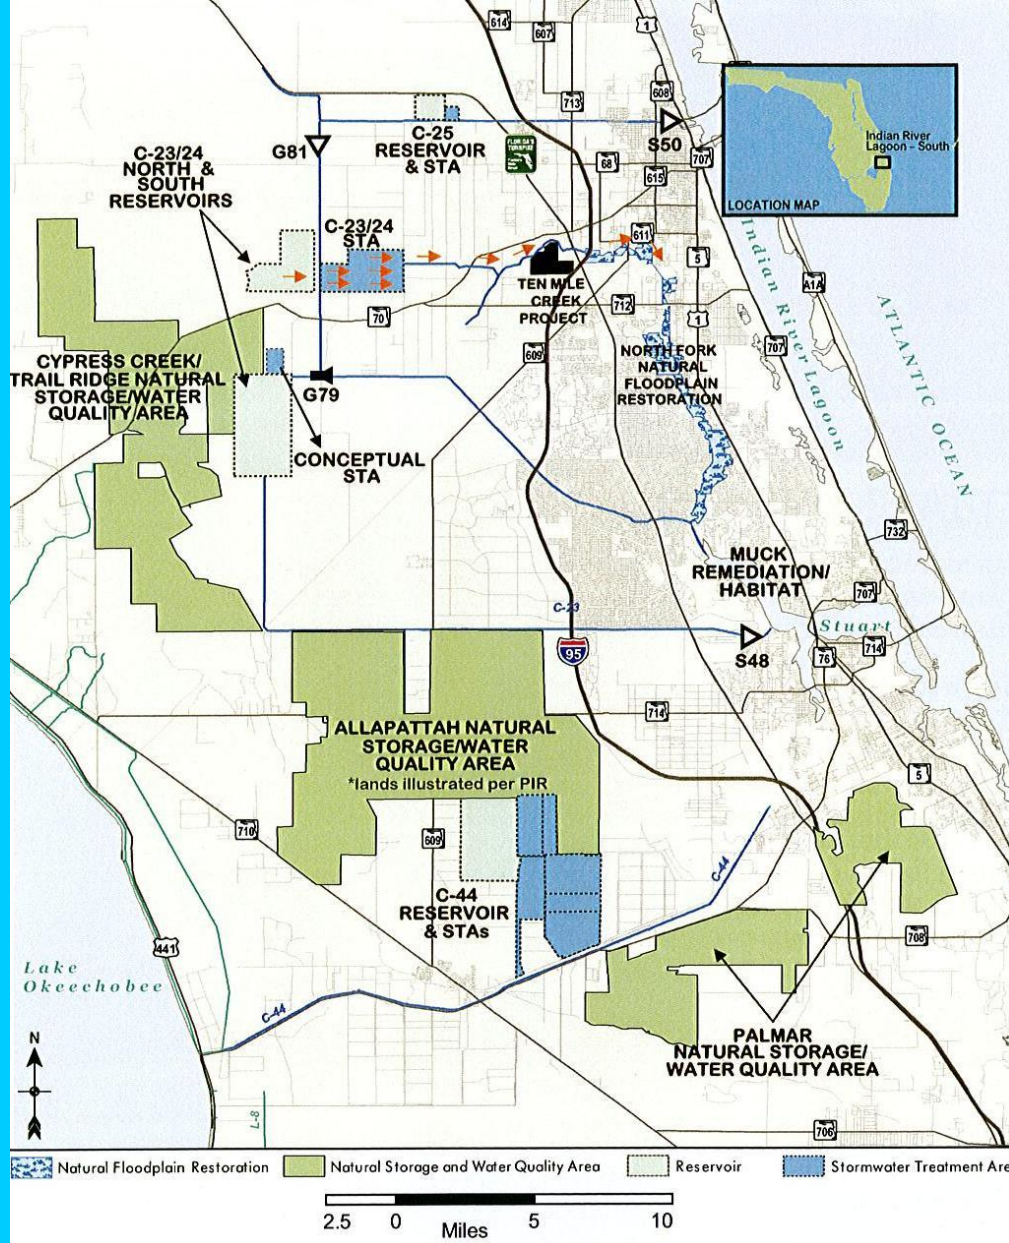 614
607
1
713
608
C-25
RESERVOIR
& STA
G81
S50
FLORIDA'S
TURNPIKE
68
707
615
C-23/24
NORTH &
SOUTH
RESERVOIRS
Indian River
Lagoon - South
LOCATION MAP
C-23/24
STA
611
5
TEN MILE
CREEK
PROJECT
70
712
1
A1A
Indian River Lagoon
ATLANTIC OCEAN
707
609
CYPRESS CREEK/
TRAIL RIDGE NATURAL
STORAGE/WATER
QUALITY AREA
NORTH FORK
NATURAL
FLOODPLAIN
RESTORATION
G79
CONCEPTUAL
STA
732
MUCK
REMEDIATION/
HABITAT
707
C-23
Stuart
S48
95
76
714
714
ALLAPATTAH NATURAL
STORAGE/WATER
QUALITY AREA
*lands illustrated per PIR
5
710
609
C-44
C-44
RESERVOIR
& STAs
441
708
Lake
Okeechobee
C-44
PALMAR
NATURAL STORAGE/
WATER QUALITY AREA
N
L-8
706
Natural Floodplain Restoration
Natural Storage and Water Quality Area
Reservoir
Stormwater Treatment Are
2.5 0 5 10
Miles